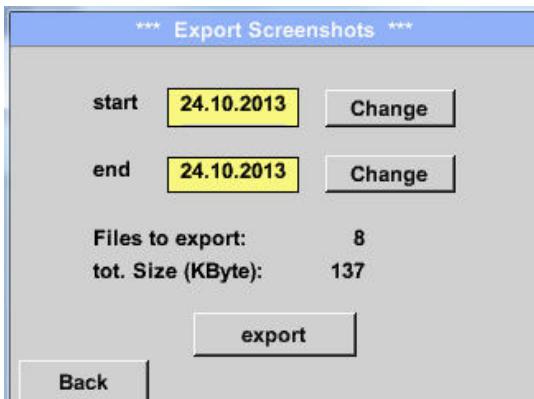 *** Export Screenshots ***
start 24.10.2013 Change
end 24.10.2013 Change
Files to export: 8
tot. Size (KByte): 137
export
Back